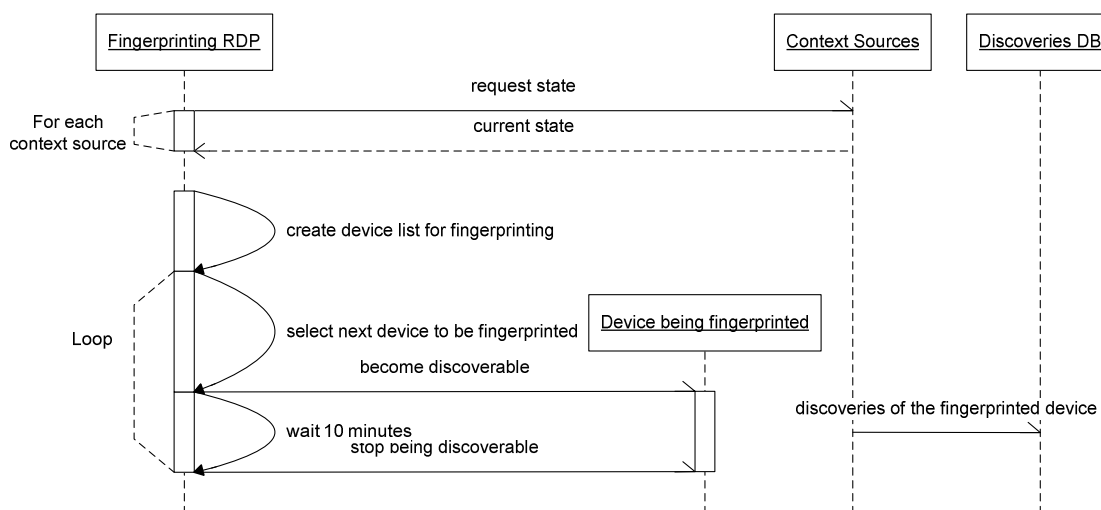 Fingerprinting RDP
Context Sources
Discoveries DB
request state
For each
context source
current state
create device list for fingerprinting
Loop
select next device to be fingerprinted
Device being fingerprinted
become discoverable
discoveries of the fingerprinted device
wait 10 minutes
stop being discoverable